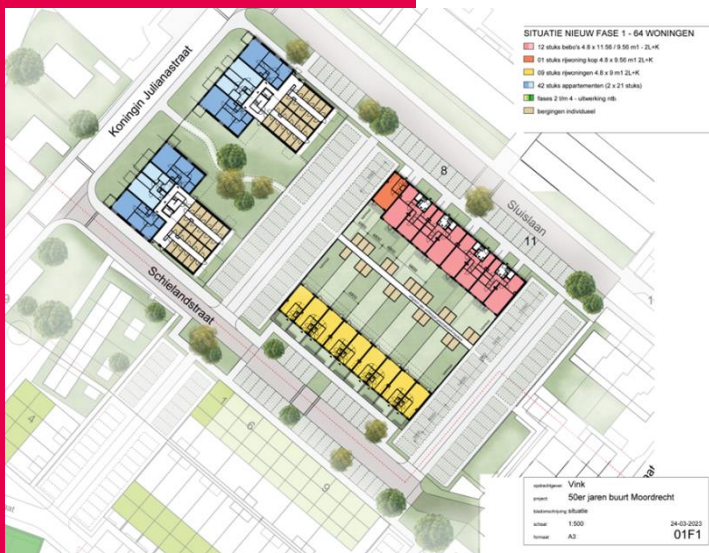 SITUATIE NIEUW FASE 1 - 64 WONINGEN
12 stuks bebo's 4.8 x 11.56 / 9.56 m1 - 2L+K
01 stuks rijwoning kop 4.8 x 9.56 m1 2L+K
09 stuks rijwoningen 4.8 x 9 m1 2L+K
42 stuks appartementen (2 x 21 stuks)
fases 2 t/m 4 - uitwerking ntb.
bergingen individueel
Koningin Julianastraat
8
Sluislaan
11
Schielandstraat
1
6
4
9
opdrachtgever: Vink
project: 50er jaren buurt Moordrecht
bladomschrijving: situatie
schaal: 1:500
24-03-2023
formaat: A3
01F1